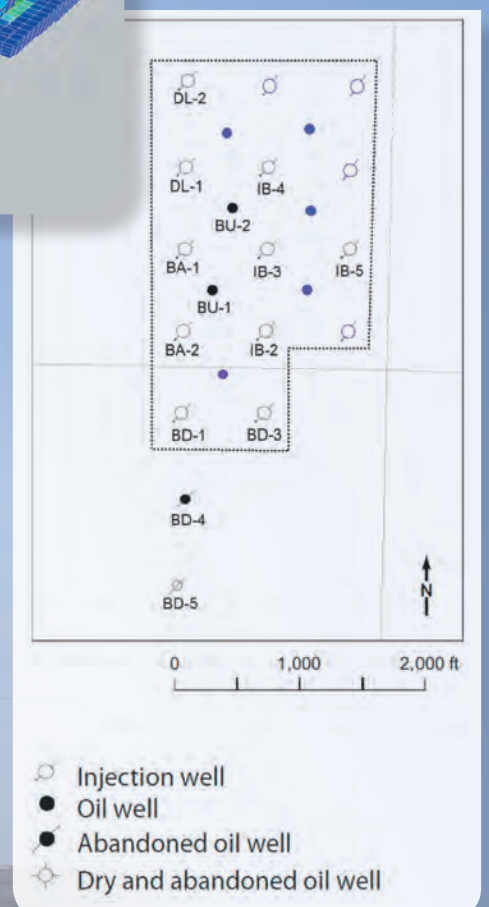 DL-2
DL-1
IB-4
BU-2
BA-1
IB-3
IB-5
BU-1
BA-2
IB-2
BD-1
BD-3
BD-4
BD-5
N
0 1,000 2,000 ft
Injection well
Oil well
Abandoned oil well
Dry and abandoned oil well